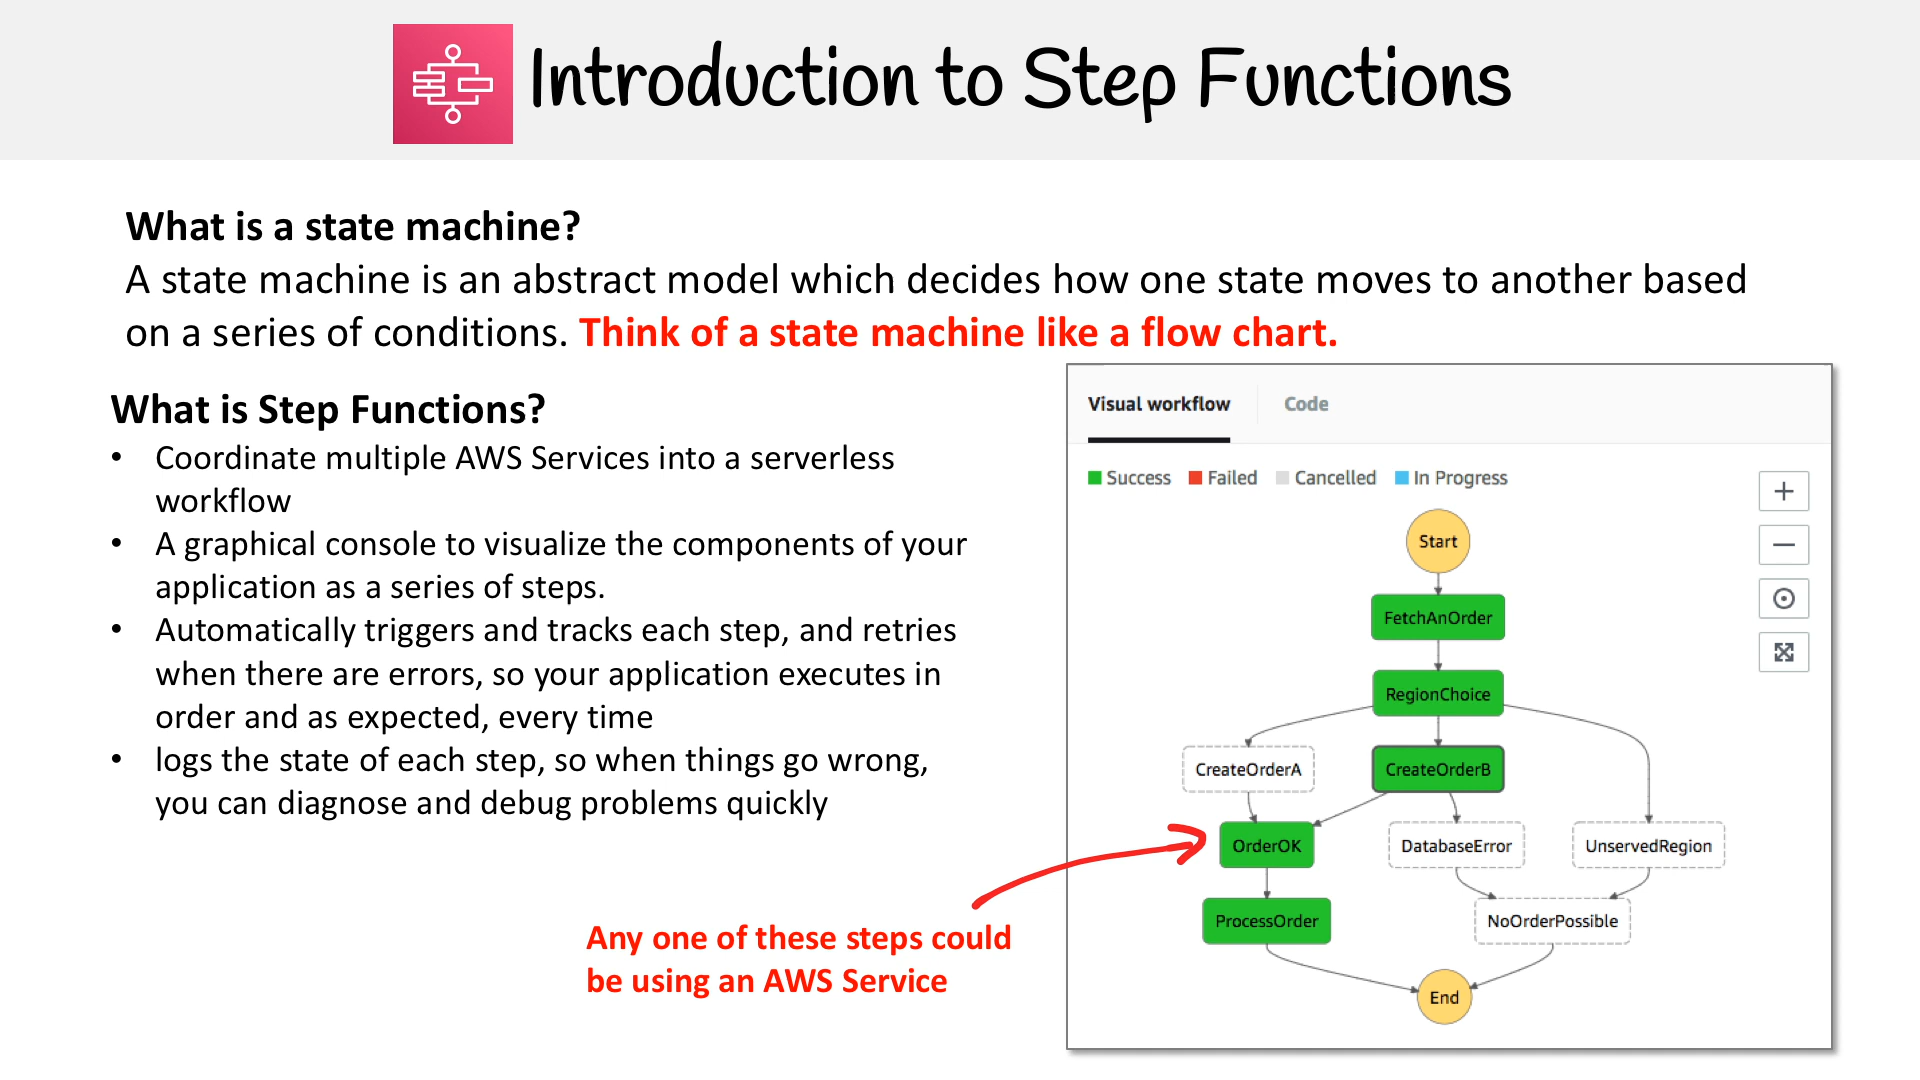 Introduction to Step Functions
What is a state machine?
A state machine is an abstract model which decides how one state moves to another based
on a series of conditions. Think of a state machine like a flow chart.
What is Step Functions?
• Coordinate multiple AWS Services into a serverless
workflow
• A graphical console to visualize the components of your
application as a series of steps.
• Automatically triggers and tracks each step, and retries
when there are errors, so your application executes in
order and as expected, every time
• logs the state of each step, so when things go wrong,
you can diagnose and debug problems quickly
Any one of these steps could
be using an AWS Service
Visual workflow Code
Success Failed Cancelled In Progress
Start
FetchAnOrder
RegionChoice
CreateOrderA CreateOrderB
OrderOK DatabaseError UnservedRegion
ProcessOrder NoOrderPossible
End